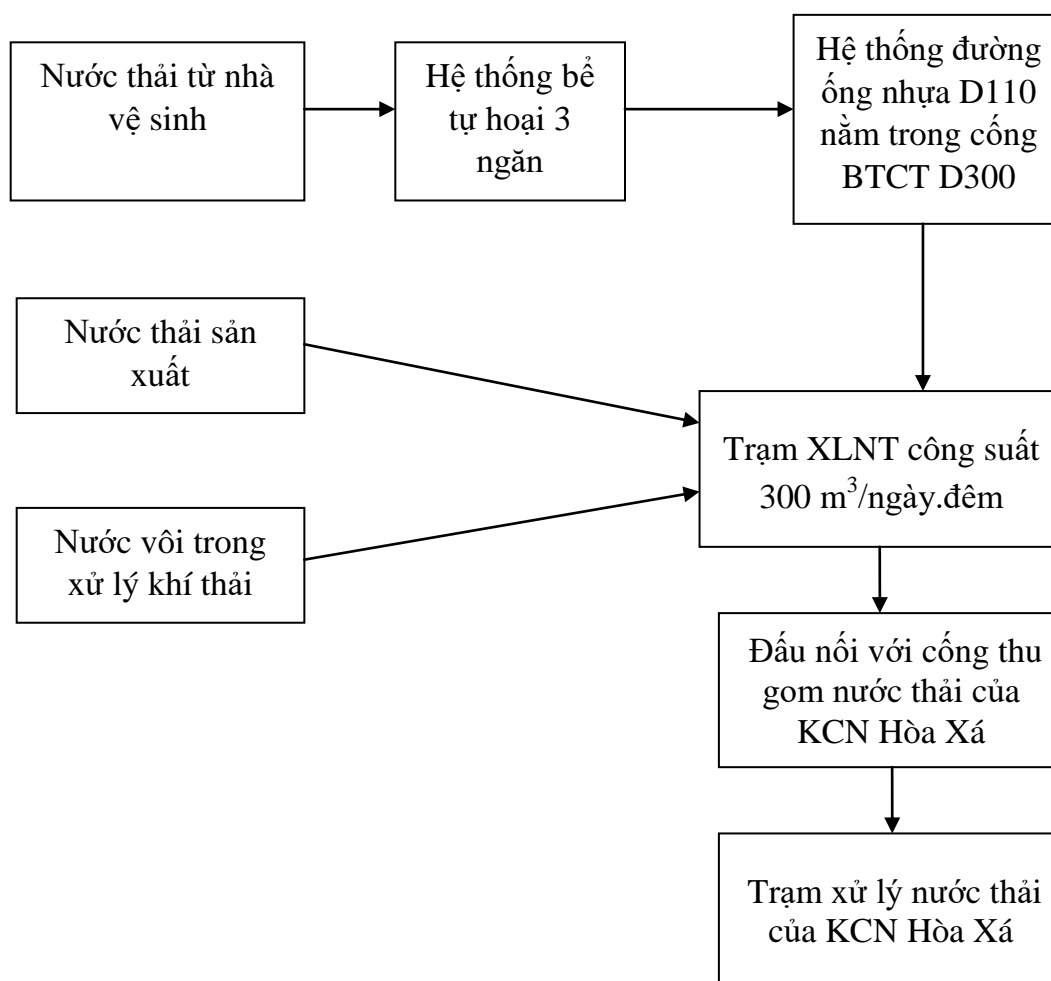 Nước thải từ nhà
vệ sinh
Hệ thống bể
tự hoại 3
ngăn
Hệ thống đường
ống nhựa D110
nằm trong cống
BTCT D300
Nước thải sản
xuất
Nước vôi trong
xử lý khí thải
Trạm XLNT công suất
300 m³/ngày.đêm
Đấu nối với cống thu
gom nước thải của
KCN Hòa Xá
Trạm xử lý nước thải
của KCN Hòa Xá